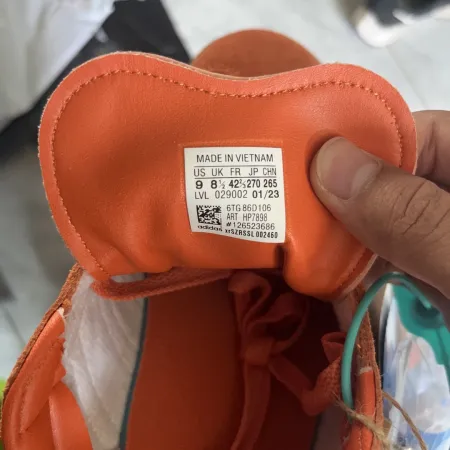 MADE IN VIETNAM
US UK FR JP CHN
9 8½ 42⅔ 270 265
LVL 029002 01/23
6TG 86D106
ART HP7898
#126523686
adidas